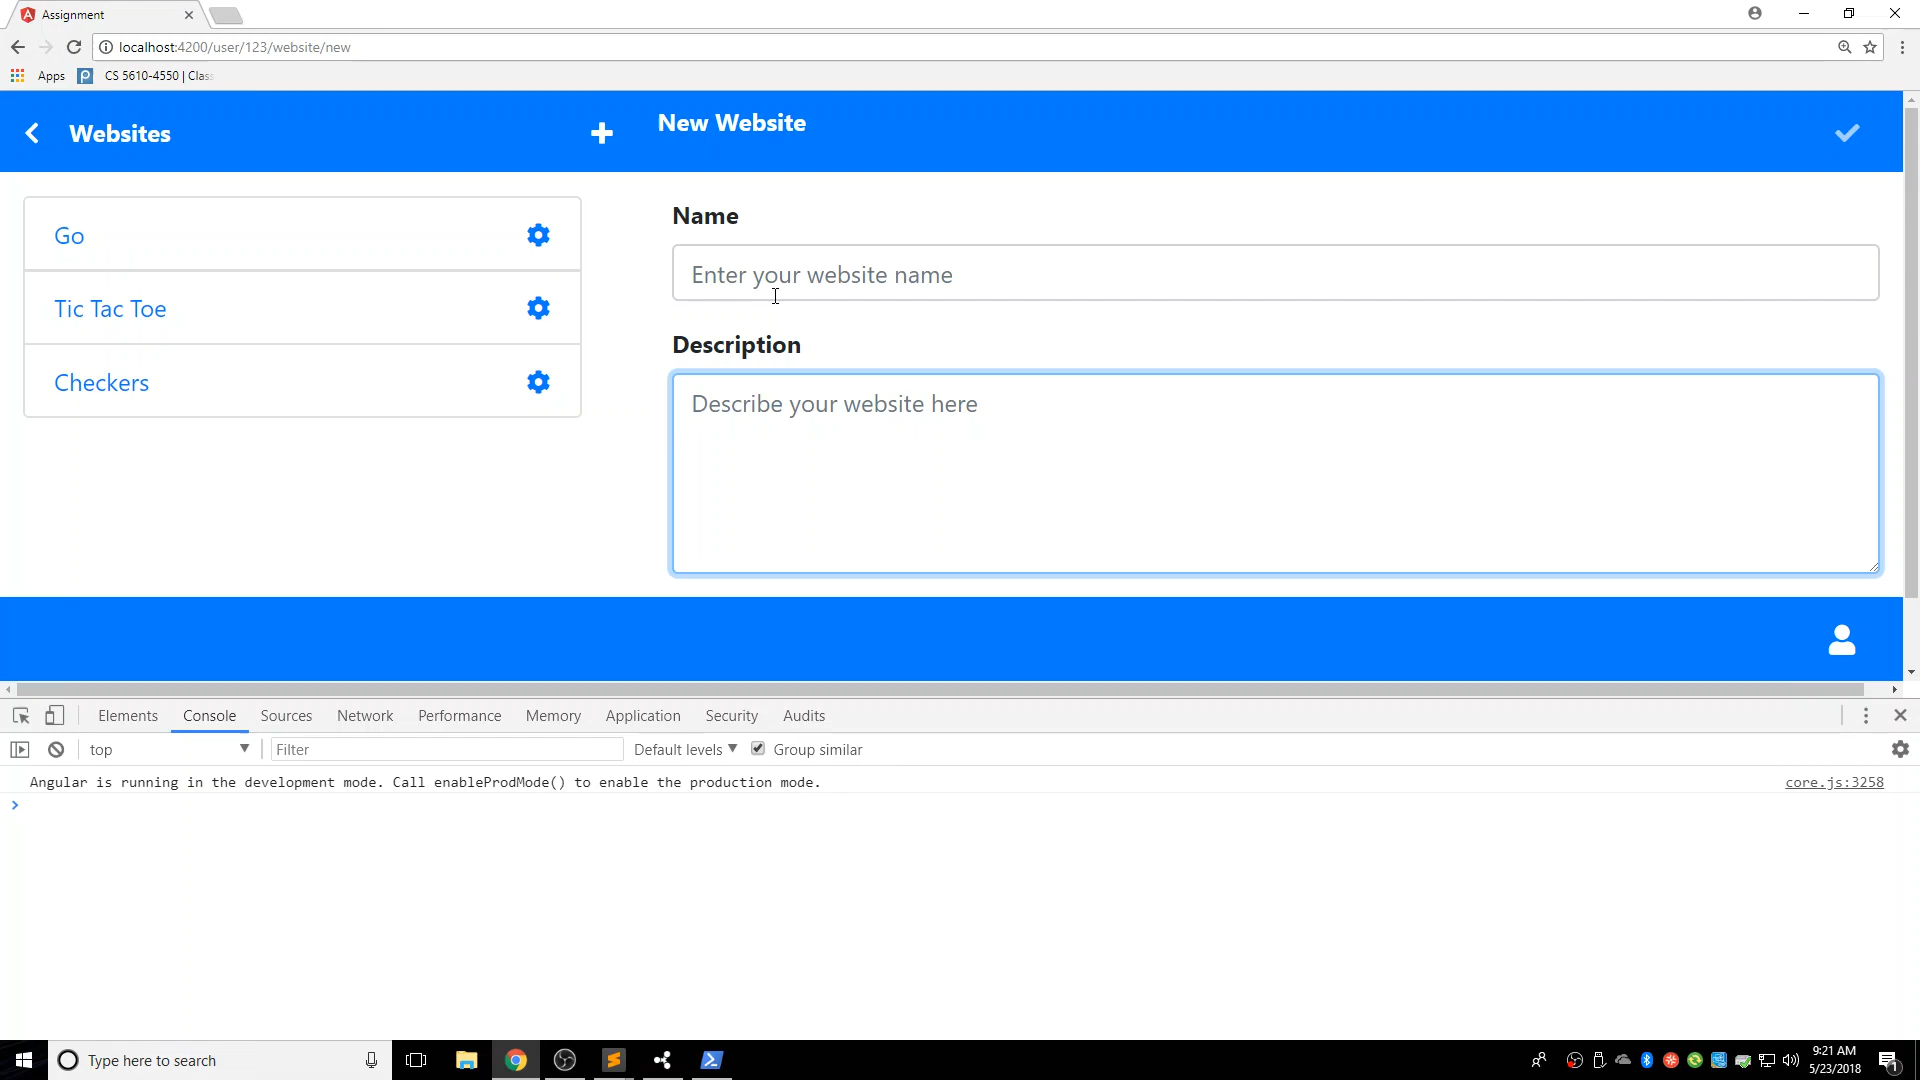 Assignment
localhost:4200/user/123/website/new
Apps
CS 5610-4550 | Clas
Websites
New Website
Go
Tic Tac Toe
Checkers
Name
Enter your website name
Description
Describe your website here
Elements Console Sources Network Performance Memory Application Security Audits
top Filter Default levels Group similar
Angular is running in the development mode. Call enableProdMode() to enable the production mode. core.js:3258
Type here to search
9:21 AM
5/23/2018
1